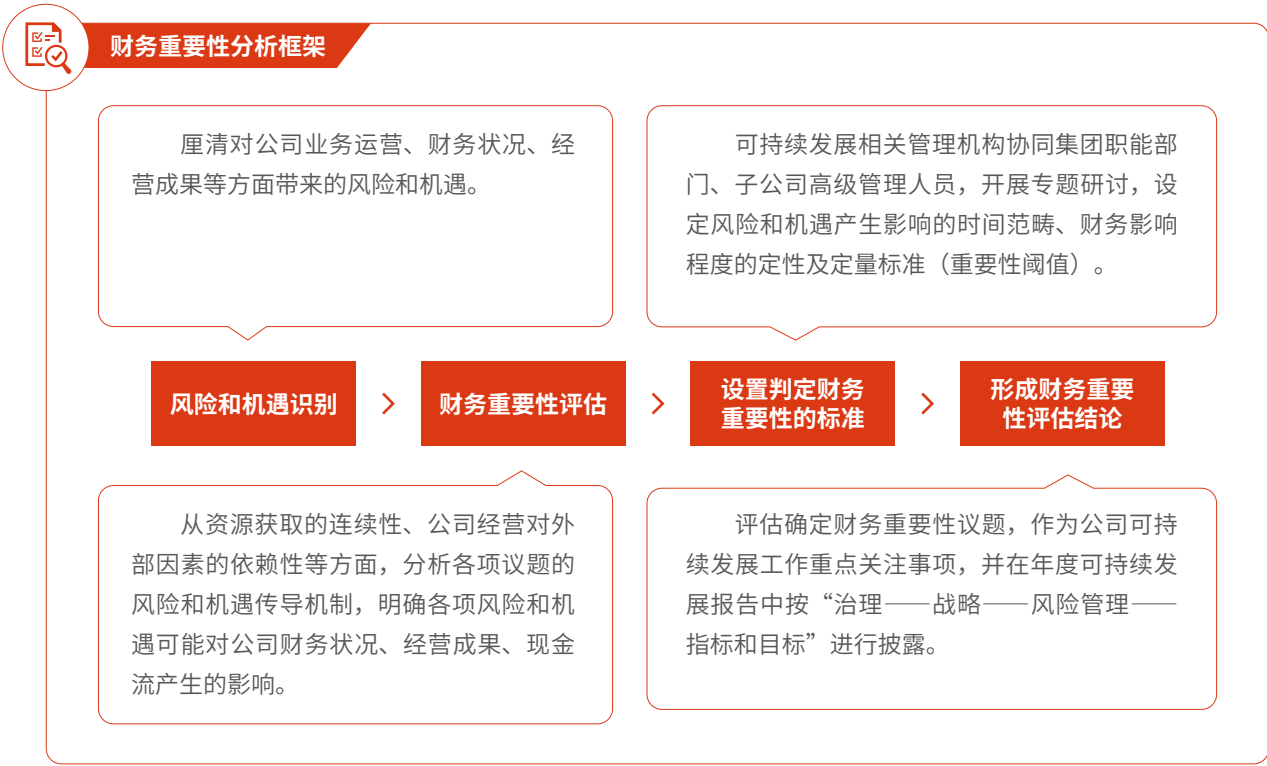 财务重要性分析框架
厘清对公司业务运营、财务状况、经
营成果等方面带来的风险和机遇。
可持续发展相关管理机构协同集团职能部
门、子公司高级管理人员，开展专题研讨，设
定风险和机遇产生影响的时间范畴、财务影响
程度的定性及定量标准（重要性阈值）。
风险和机遇识别
财务重要性评估
设置判定财务
重要性的标准
形成财务重要
性评估结论
从资源获取的连续性、公司经营对外
部因素的依赖性等方面，分析各项议题的
风险和机遇传导机制，明确各项风险和机
遇可能对公司财务状况、经营成果、现金
流产生的影响。
评估确定财务重要性议题，作为公司可持
续发展工作重点关注事项，并在年度可持续发
展报告中按“治理——战略——风险管理——
指标和目标”进行披露。